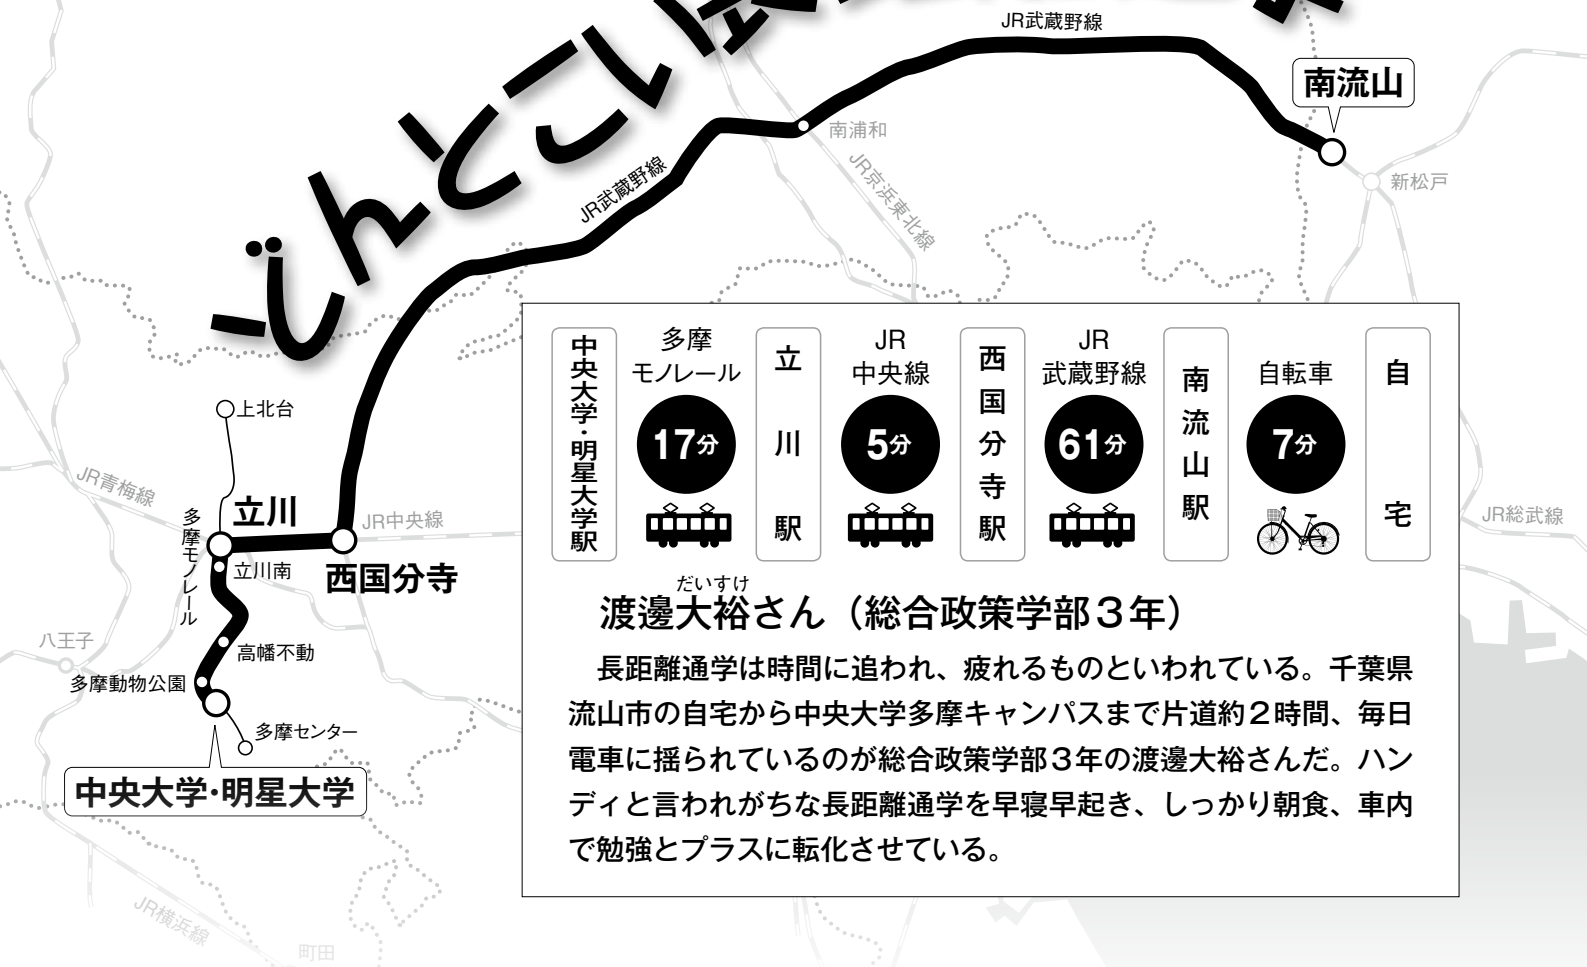 どんとこい
JR武蔵野線
南流山
南浦和
新松戸
JR京浜東北線
JR武蔵野線
上北台
JR青梅線
立川
JR中央線
多摩モノレール
立川南
西国分寺
八王子
高幡不動
多摩動物公園
多摩センター
中央大学・明星大学
JR横浜線
町田
JR総武線
中央大学・明星大学駅
多摩
モノレール
17分
立川駅
JR
中央線
5分
西国分寺駅
JR
武蔵野線
61分
南流山駅
自転車
7分
自宅
だいすけ
渡邊大裕さん（総合政策学部３年）
長距離通学は時間に追われ、疲れるものといわれている。千葉県
流山市の自宅から中央大学多摩キャンパスまで片道約２時間、毎日
電車に揺られているのが総合政策学部３年の渡邊大裕さんだ。ハン
ディと言われがちな長距離通学を早寝早起き、しっかり朝食、車内
で勉強とプラスに転化させている。